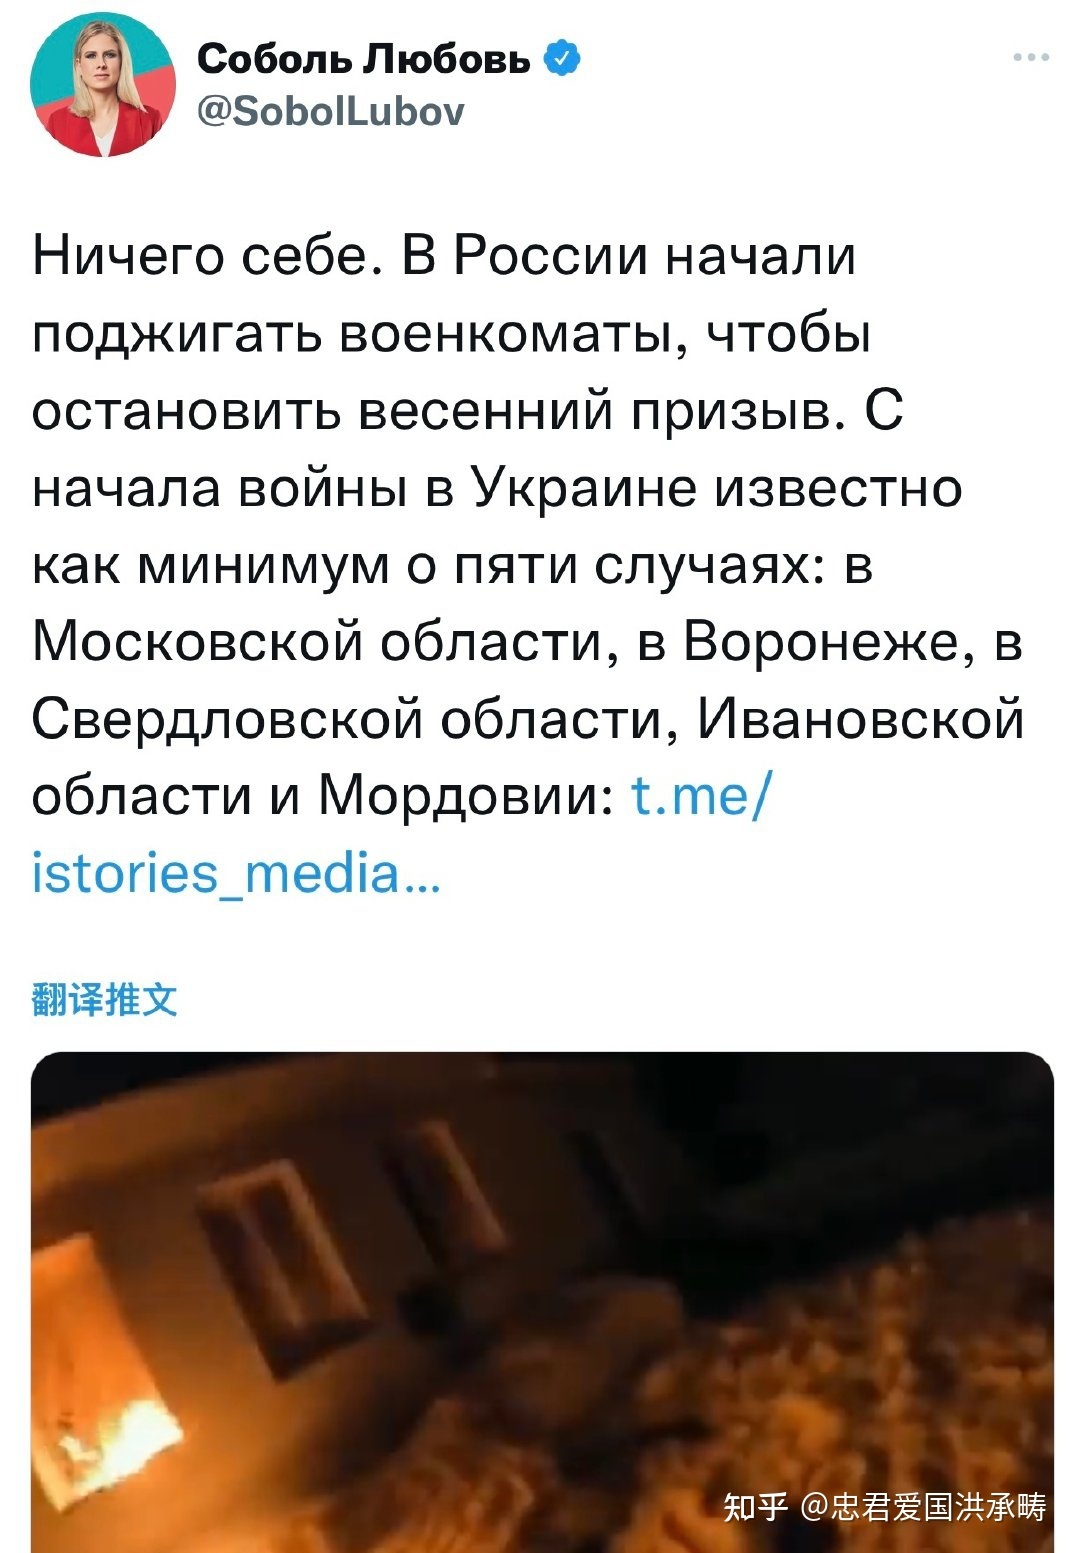 Соболь Любовь
@SobolLubov
Ничего себе. В России начали
поджигать военкоматы, чтобы
остановить весенний призыв. С
начала войны в Украине известно
как минимум о пяти случаях: в
Московской области, в Воронеже, в
Свердловской области, Ивановской
области и Мордовии: t.me/
istories_media...
翻译推文
知乎 @忠君爱国洪承畴